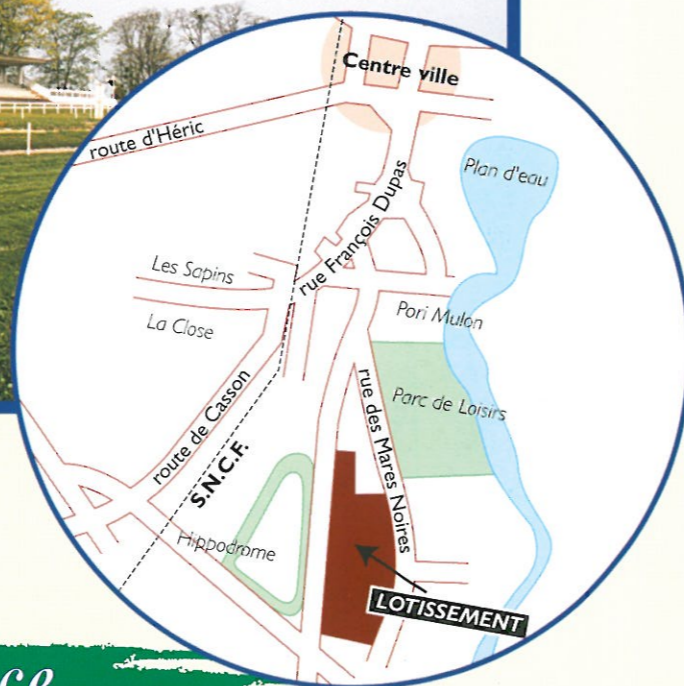 Centre ville
route d'Héric
Plan d'eau
rue François Dupas
Les Sapins
La Close
Pori Mulon
rue des Mares Noires
Parc de Loisirs
route de Casson
S.N.C.F.
Hippodrome
LOTISSEMENT